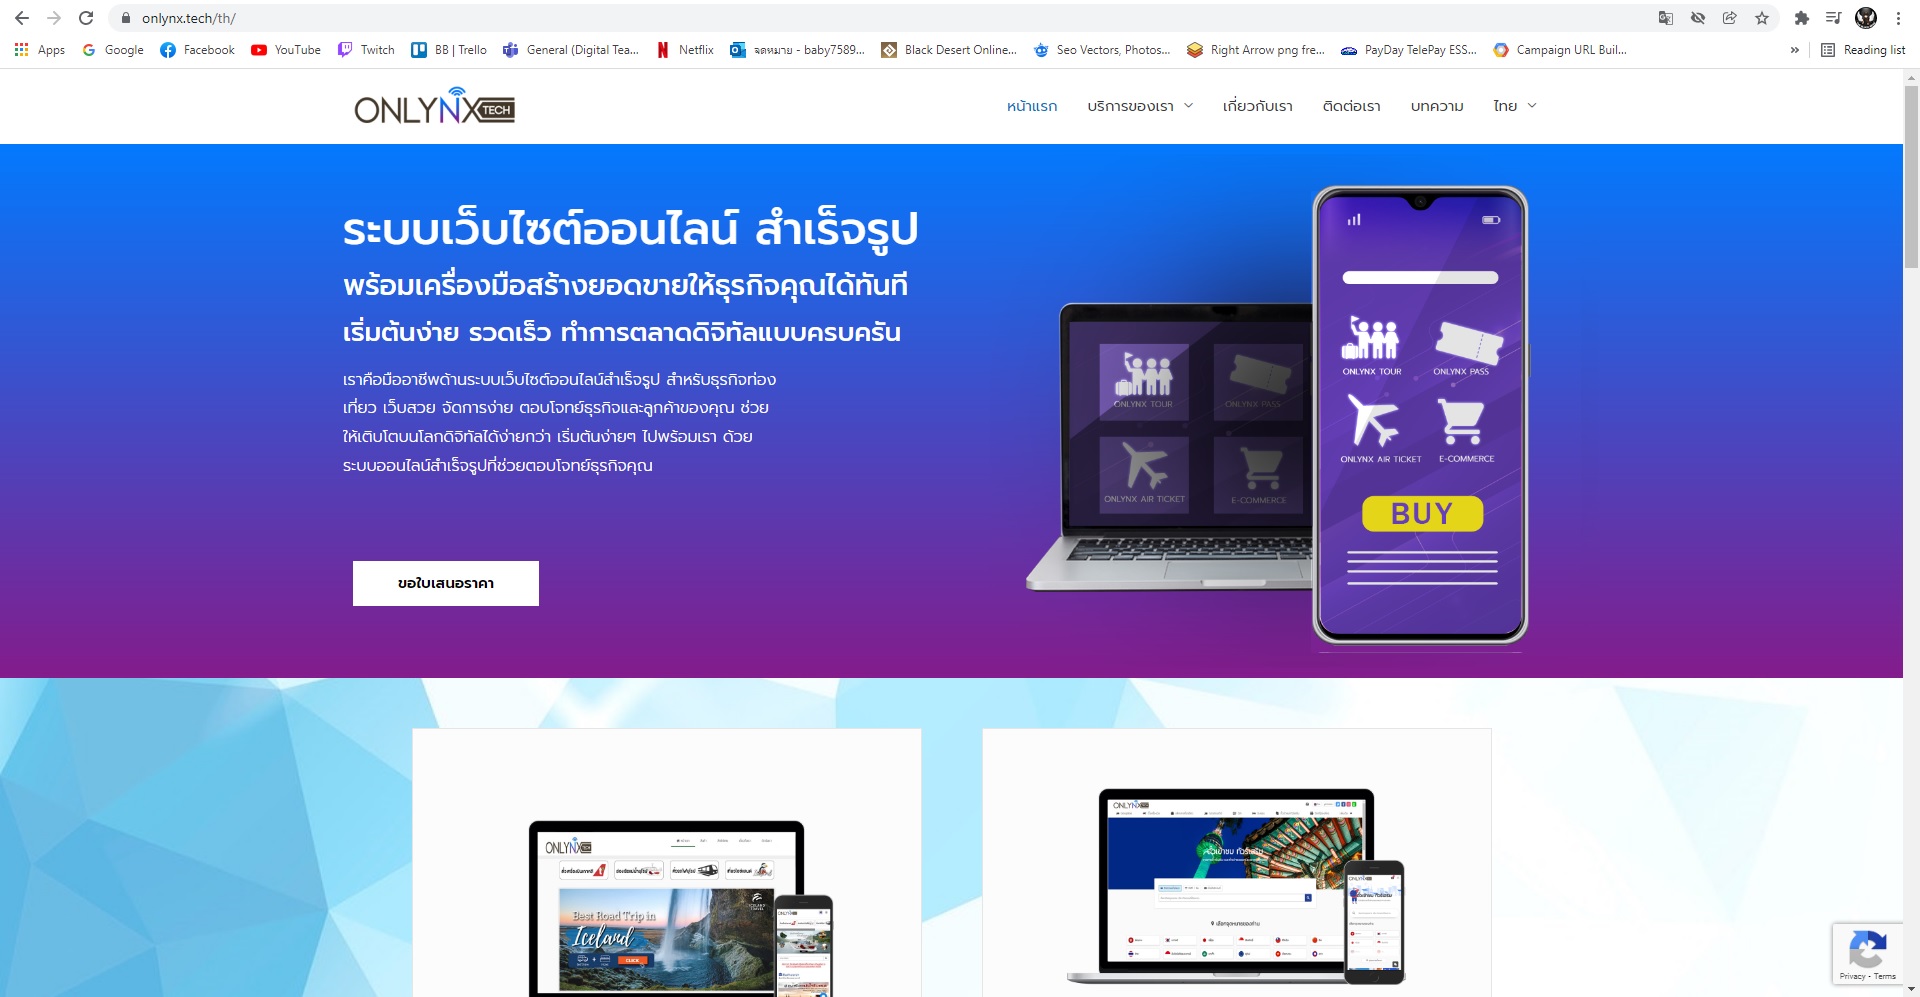 onlynx.tech/th/
Apps
Google
Facebook
YouTube
Twitch
BB | Trello
General (Digital Tea...
Netflix
จดหมาย - baby7589...
Black Desert Online...
Seo Vectors, Photos...
Right Arrow png fre...
PayDay TelePay ESS...
Campaign URL Buil...
»
Reading list
ONLYNX TECH
หน้าแรก
บริการของเรา
เกี่ยวกับเรา
ติดต่อเรา
บทความ
ไทย
ระบบเว็บไซต์ออนไลน์ สำเร็จรูป
พร้อมเครื่องมือสร้างยอดขายให้ธุรกิจคุณได้ทันที
เริ่มต้นง่าย รวดเร็ว ทำการตลาดดิจิทัลแบบครบครัน
เราคือมืออาชีพด้านระบบเว็บไซต์ออนไลน์สำเร็จรูป สำหรับธุรกิจท่อง
เที่ยว เว็บสวย จัดการง่าย ตอบโจทย์ธุรกิจและลูกค้าของคุณ ช่วย
ให้เติบโตบนโลกดิจิทัลได้ง่ายกว่า เริ่มต้นง่ายๆ ไปพร้อมเรา ด้วย
ระบบออนไลน์สำเร็จรูปที่ช่วยตอบโจทย์ธุรกิจคุณ
ขอใบเสนอราคา
ONLYNX TOUR
ONLYNX PASS
ONLYNX AIR TICKET
E-COMMERCE
ONLYNX TOUR
ONLYNX PASS
ONLYNX AIR TICKET
E-COMMERCE
BUY
ONLYNX
Best Road Trip in
Iceland
CLICK
ONLYNX
Privacy - Terms